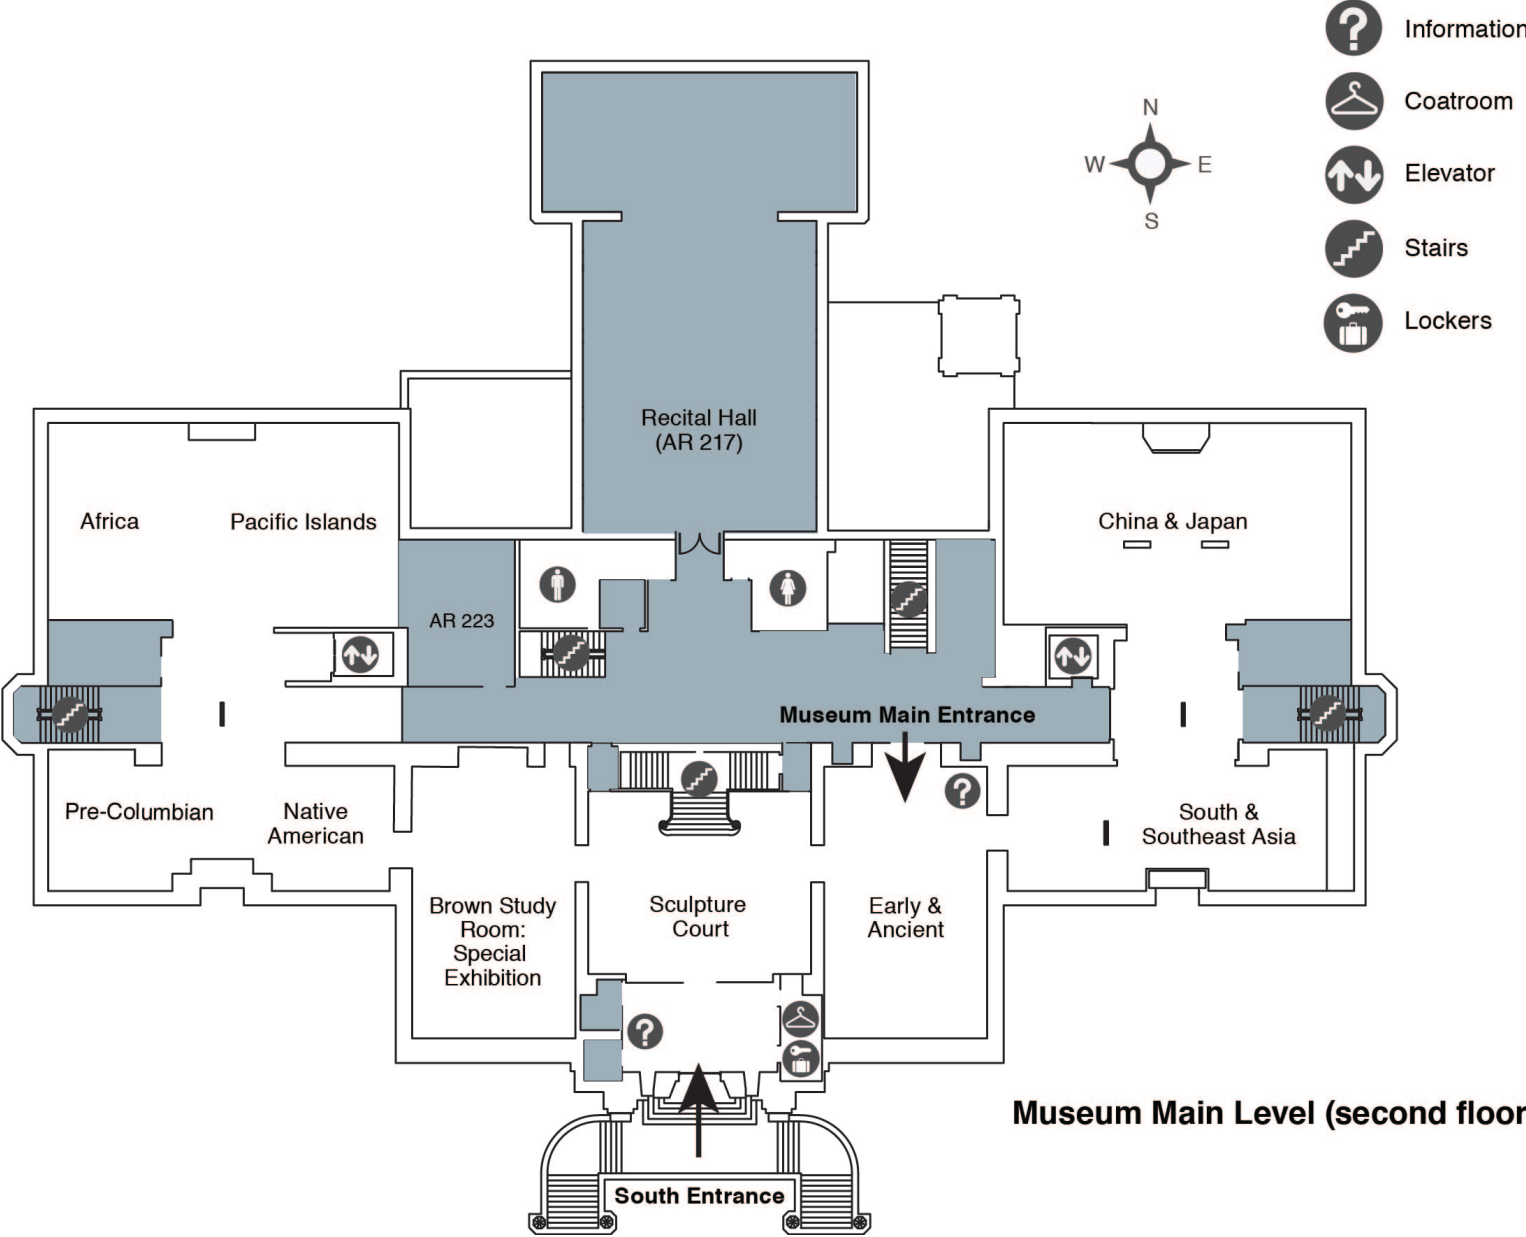 Information
Coatroom
Elevator
Stairs
Lockers
N
W
E
S
Recital Hall
(AR 217)
Africa
Pacific Islands
China & Japan
AR 223
Museum Main Entrance
Pre-Columbian
Native
American
South &
Southeast Asia
Brown Study
Room:
Special
Exhibition
Sculpture
Court
Early &
Ancient
Museum Main Level (second floor
South Entrance